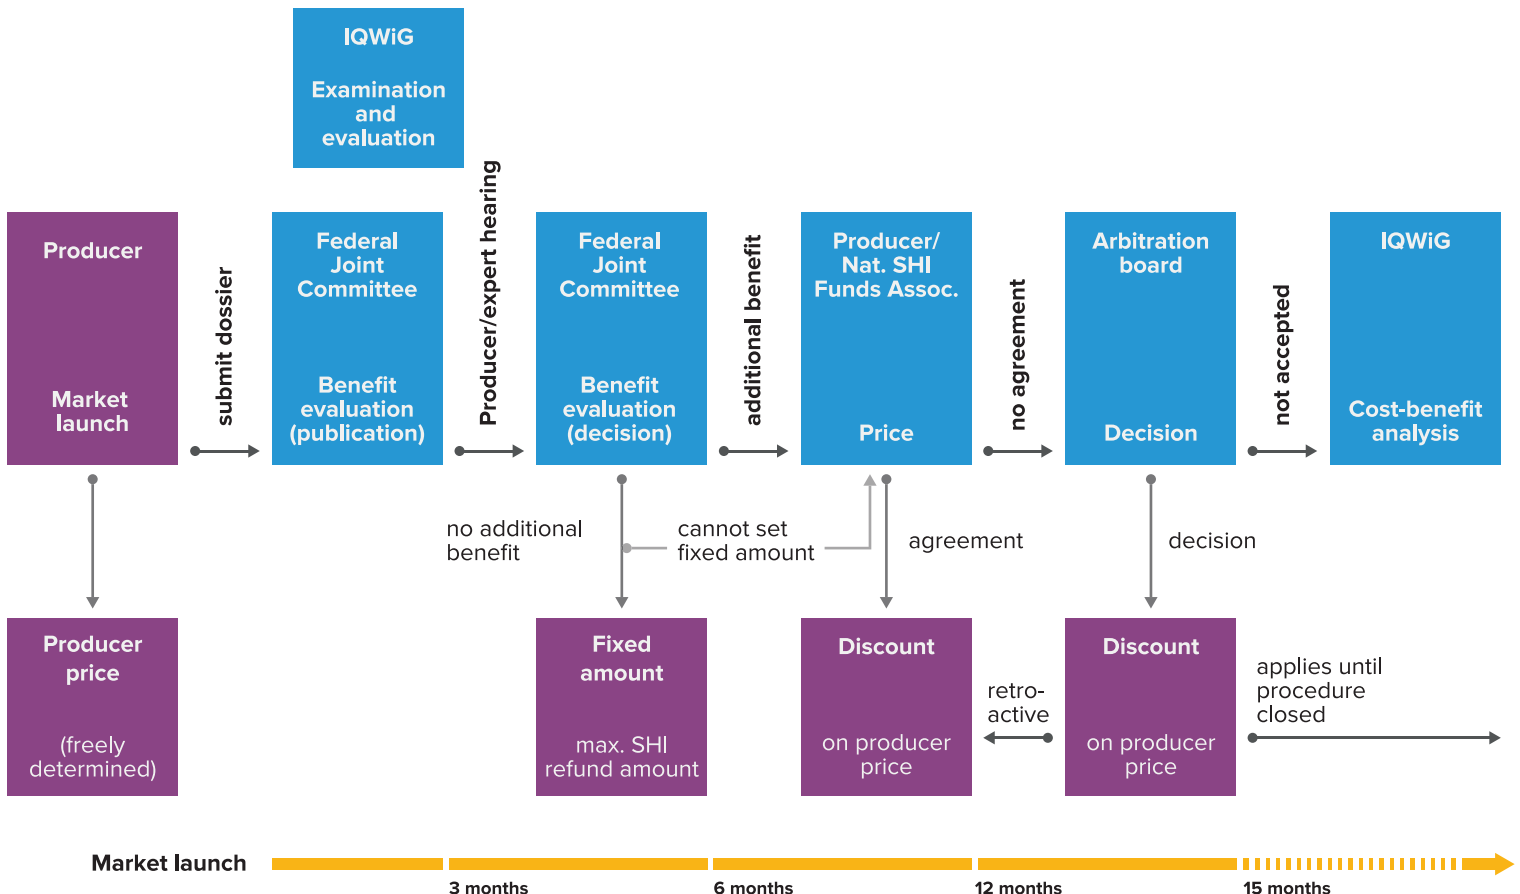 IQWiG
Examination
and
evaluation
Producer
Market
launch
submit dossier
Federal
Joint
Committee
Benefit
evaluation
(publication)
Producer/expert hearing
Federal
Joint
Committee
Benefit
evaluation
(decision)
additional benefit
Producer/
Nat. SHI
Funds Assoc.
Price
no agreement
Arbitration
board
Decision
not accepted
IQWiG
Cost-benefit
analysis
no additional
benefit
cannot set
fixed amount
agreement
decision
Producer
price
(freely
determined)
Fixed
amount
max. SHI
refund amount
Discount
on producer
price
retro-
active
Discount
on producer
price
applies until
procedure
closed
Market launch
3 months
6 months
12 months
15 months